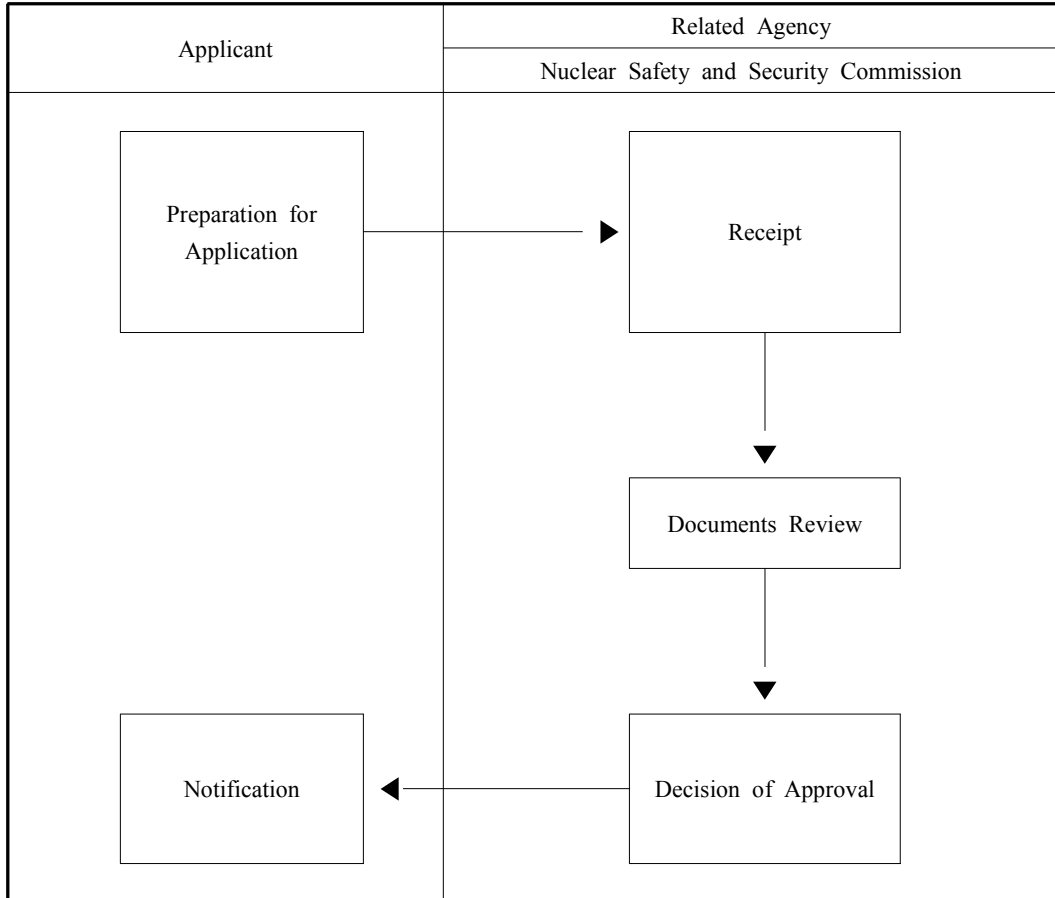 Applicant
Related Agency
Nuclear Safety and Security Commission
Preparation for
Application
Receipt
Documents Review
Notification
Decision of Approval